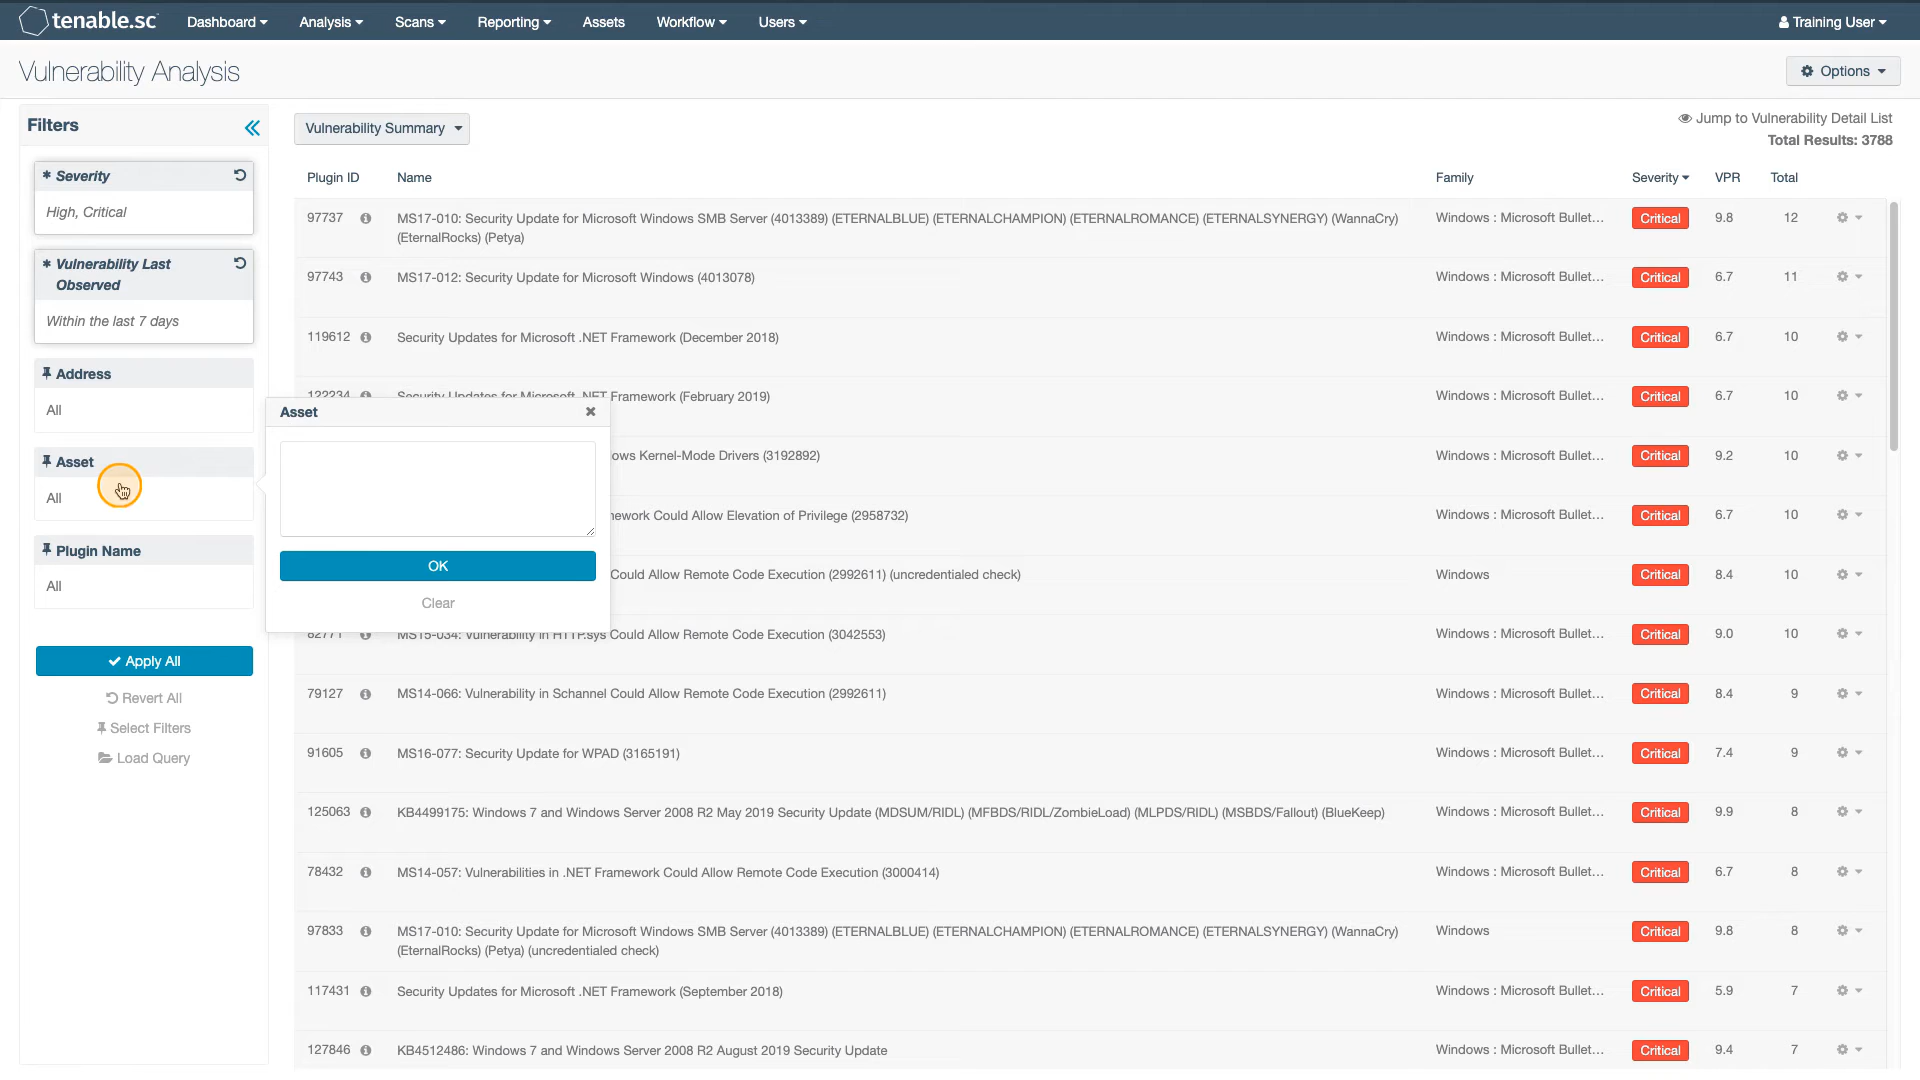 tenable.sc Dashboard Analysis Scans Reporting Assets Workflow Users Training User
Vulnerability Analysis
Options
Filters
* Severity
High, Critical
* Vulnerability Last
Observed
Within the last 7 days
Address
All
Asset
All
Plugin Name
All
Apply All
Revert All
Select Filters
Load Query
Vulnerability Summary
Jump to Vulnerability Detail List
Total Results: 3788
Plugin ID Name Family Severity VPR Total
97737 MS17-010: Security Update for Microsoft Windows SMB Server (4013389) (ETERNALBLUE) (ETERNALCHAMPION) (ETERNALROMANCE) (ETERNALSYNERGY) (WannaCry) Windows : Microsoft Bullet... Critical 9.8 12
(EternalRocks) (Petya)
97743 MS17-012: Security Update for Microsoft Windows (4013078) Windows : Microsoft Bullet... Critical 6.7 11
119612 Security Updates for Microsoft .NET Framework (December 2018) Windows : Microsoft Bullet... Critical 6.7 10
122234 Security Updates for Microsoft .NET Framework (February 2019) Windows : Microsoft Bullet... Critical 6.7 10
Asset
OK
Clear
ows Kernel-Mode Drivers (3192892) Windows : Microsoft Bullet... Critical 9.2 10
ework Could Allow Elevation of Privilege (2958732) Windows : Microsoft Bullet... Critical 6.7 10
Could Allow Remote Code Execution (2992611) (uncredentialed check) Windows Critical 8.4 10
82771 MS15-034: Vulnerability in HTTP.sys Could Allow Remote Code Execution (3042553) Windows : Microsoft Bullet... Critical 9.0 10
79127 MS14-066: Vulnerability in Schannel Could Allow Remote Code Execution (2992611) Windows : Microsoft Bullet... Critical 8.4 9
91605 MS16-077: Security Update for WPAD (3165191) Windows : Microsoft Bullet... Critical 7.4 9
125063 KB4499175: Windows 7 and Windows Server 2008 R2 May 2019 Security Update (MDSUM/RIDL) (MFBDS/RIDL/ZombieLoad) (MLPDS/RIDL) (MSBDS/Fallout) (BlueKeep) Windows : Microsoft Bullet... Critical 9.9 8
78432 MS14-057: Vulnerabilities in .NET Framework Could Allow Remote Code Execution (3000414) Windows : Microsoft Bullet... Critical 6.7 8
97833 MS17-010: Security Update for Microsoft Windows SMB Server (4013389) (ETERNALBLUE) (ETERNALCHAMPION) (ETERNALROMANCE) (ETERNALSYNERGY) (WannaCry) Windows Critical 9.8 8
(EternalRocks) (Petya) (uncredentialed check)
117431 Security Updates for Microsoft .NET Framework (September 2018) Windows : Microsoft Bullet... Critical 5.9 7
127846 KB4512486: Windows 7 and Windows Server 2008 R2 August 2019 Security Update Windows : Microsoft Bullet... Critical 9.4 7